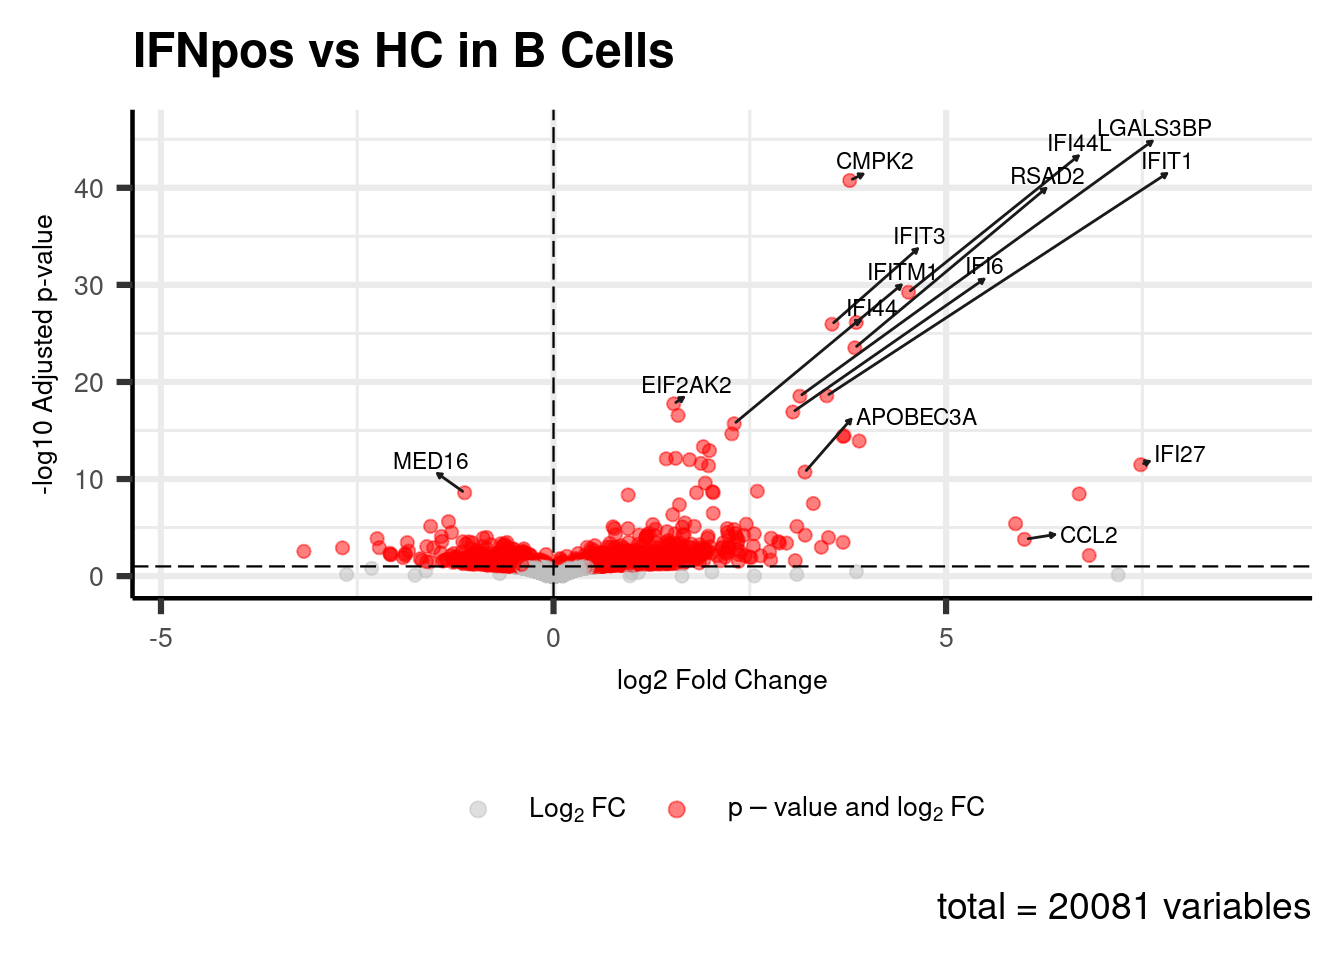 IFNpos vs HC in B Cells
LGALS3BP
IFI44L
CMPK2
IFIT1
RSAD2
40
IFIT3
IFITM1
IFI6
30
IFI44
EIF2AK2
20
APOBEC3A
MED16
IFI27
10
CCL2
0
-log10 Adjusted p-value
-5
0
5
log2 Fold Change
Log₂ FC
p − value and log₂ FC
total = 20081 variables